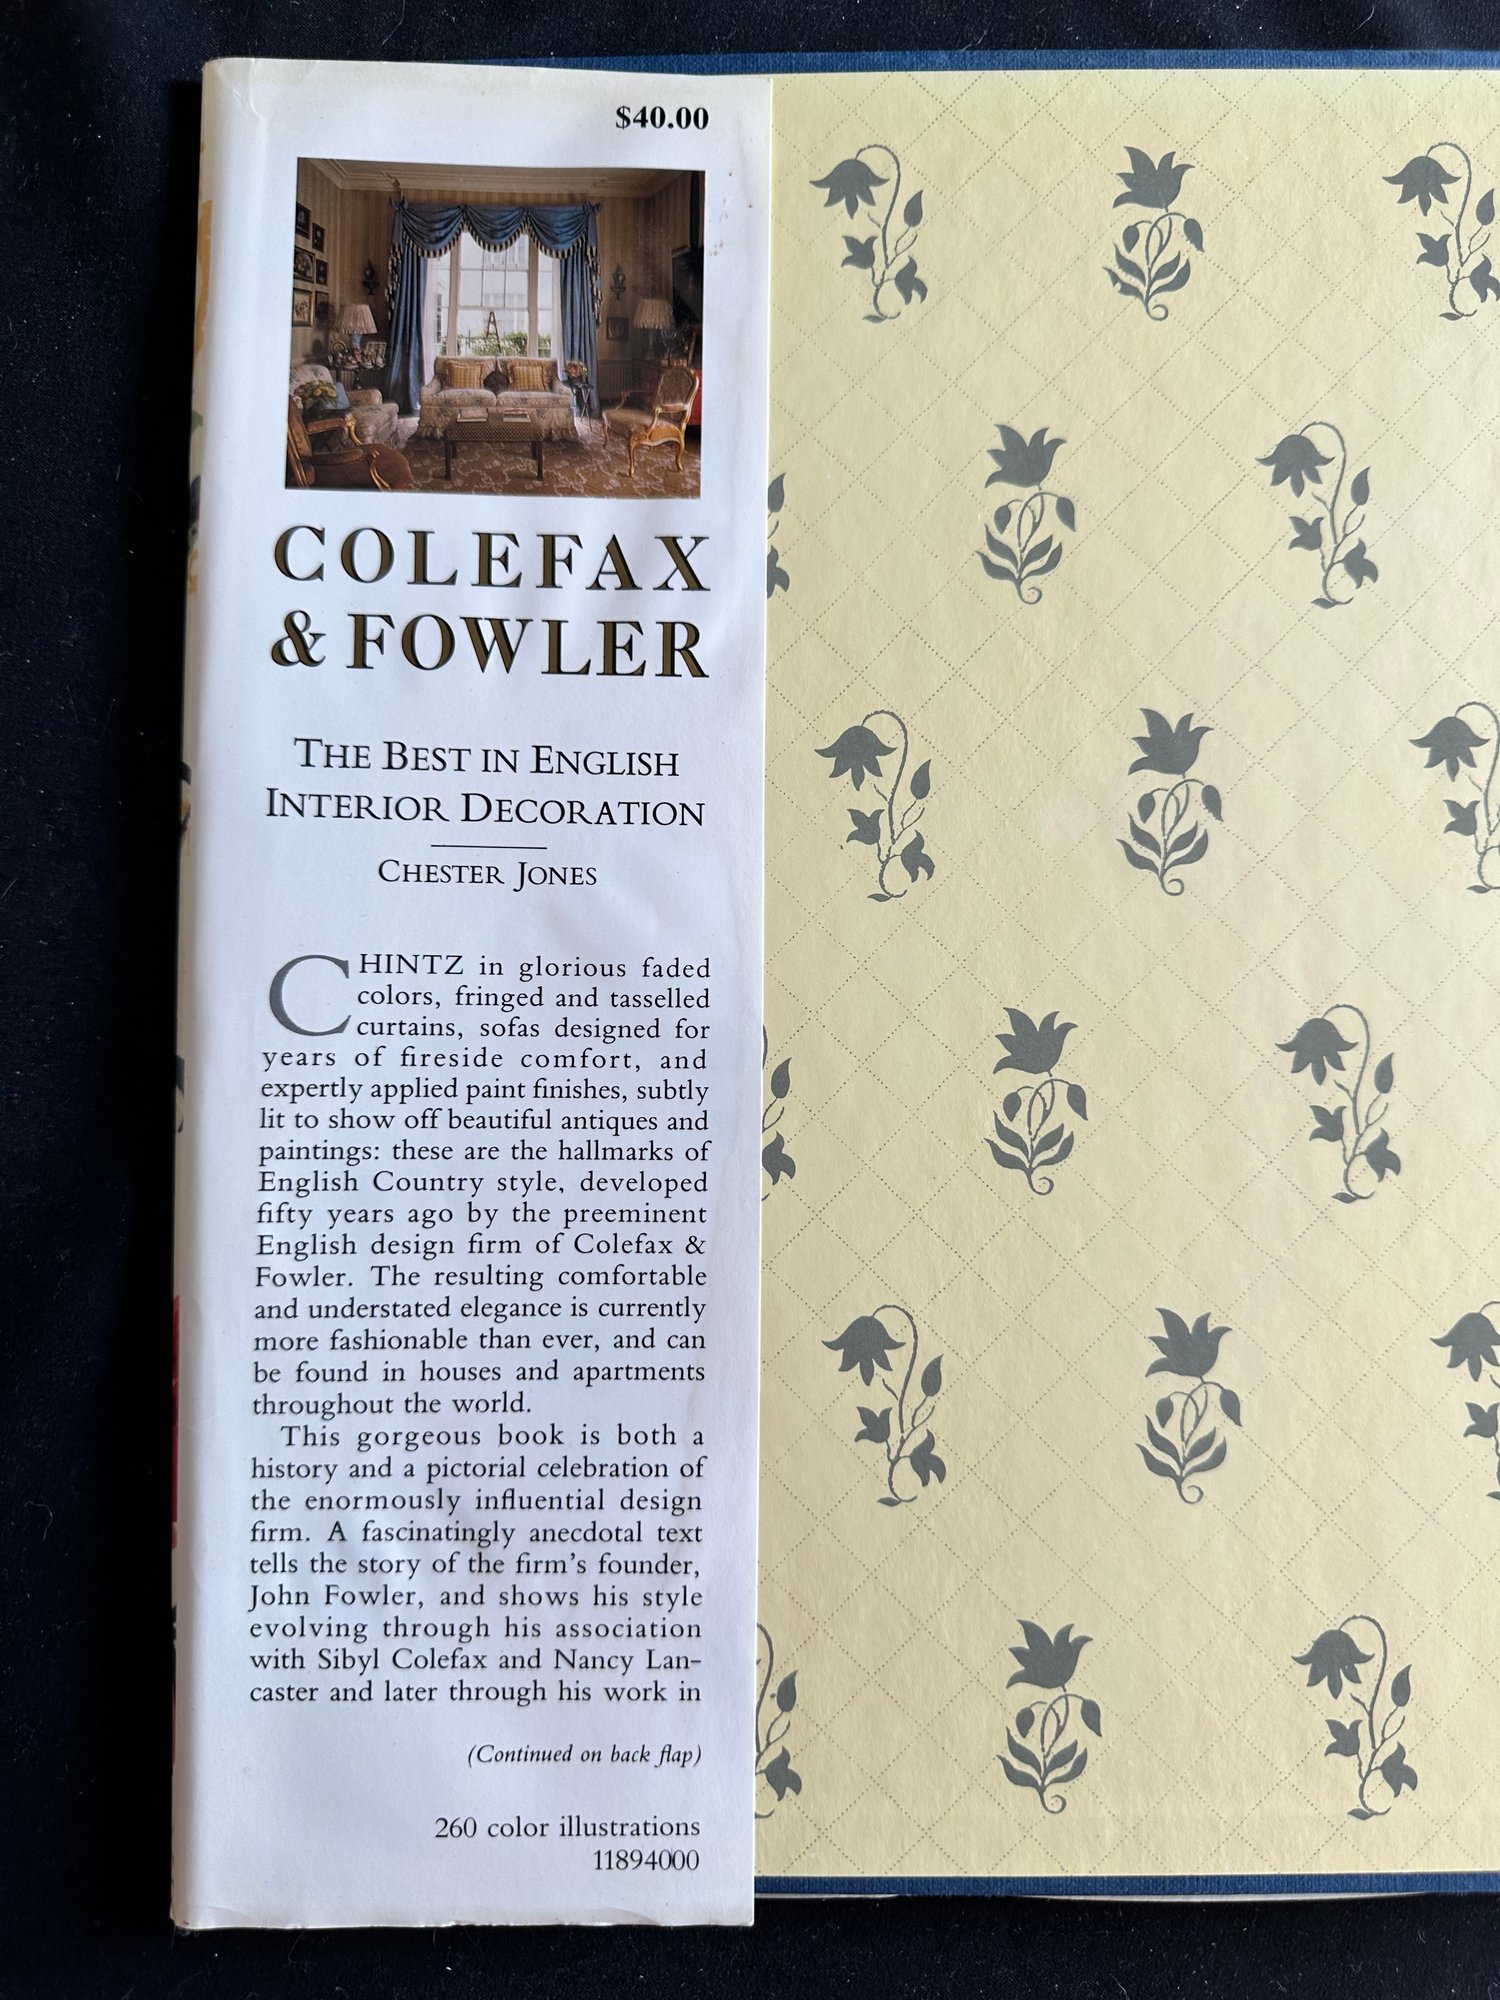 $40.00
COLEFAX
& FOWLER
THE BEST IN ENGLISH
INTERIOR DECORATION
CHESTER JONES
CHINTZ in glorious faded
colors, fringed and tasselled
curtains, sofas designed for
years of fireside comfort, and
expertly applied paint finishes, subtly
lit to show off beautiful antiques and
paintings: these are the hallmarks of
English Country style, developed
fifty years ago by the preeminent
English design firm of Colefax &
Fowler. The resulting comfortable
and understated elegance is currently
more fashionable than ever, and can
be found in houses and apartments
throughout the world.
This gorgeous book is both a
history and a pictorial celebration of
the enormously influential design
firm. A fascinatingly anecdotal text
tells the story of the firm's founder,
John Fowler, and shows his style
evolving through his association
with Sibyl Colefax and Nancy Lan-
caster and later through his work in
(Continued on back flap)
260 color illustrations
11894000